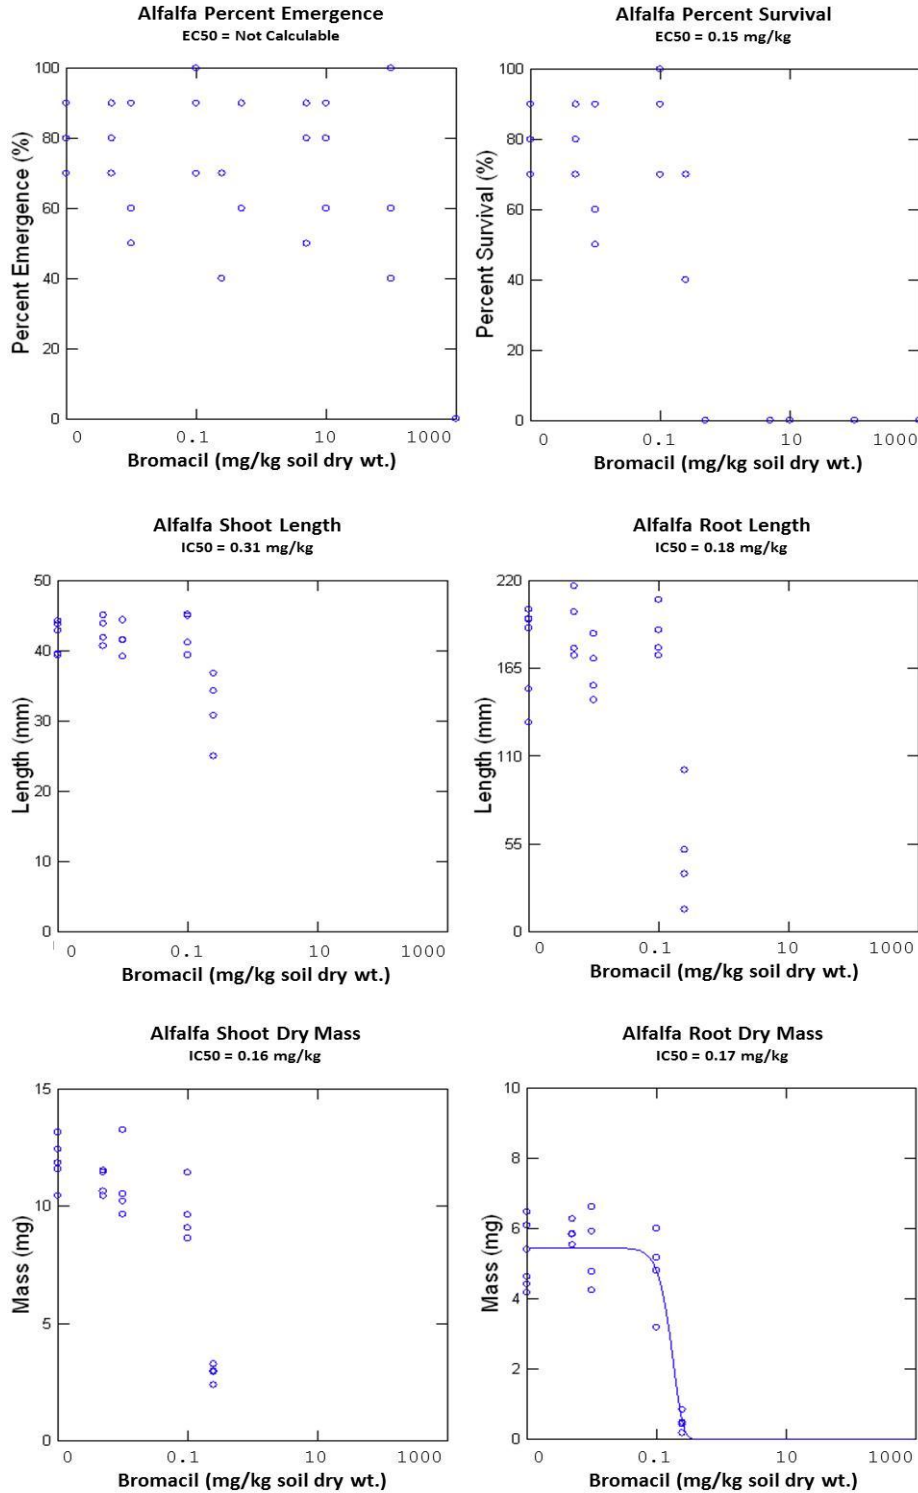 Alfalfa Percent Emergence
EC50 = Not Calculable
100
80
60
40
20
0
Percent Emergence (%)
0 0.1 10 1000
Bromacil (mg/kg soil dry wt.)
Alfalfa Percent Survival
EC50 = 0.15 mg/kg
100
80
60
40
20
0
Percent Survival (%)
0 0.1 10 1000
Bromacil (mg/kg soil dry wt.)
Alfalfa Shoot Length
IC50 = 0.31 mg/kg
50
40
30
20
10
0
Length (mm)
0 0.1 10 1000
Bromacil (mg/kg soil dry wt.)
Alfalfa Root Length
IC50 = 0.18 mg/kg
220
165
110
55
0
Length (mm)
0 0.1 10 1000
Bromacil (mg/kg soil dry wt.)
Alfalfa Shoot Dry Mass
IC50 = 0.16 mg/kg
15
10
5
0
Mass (mg)
0 0.1 10 1000
Bromacil (mg/kg soil dry wt.)
Alfalfa Root Dry Mass
IC50 = 0.17 mg/kg
10
8
6
4
2
0
Mass (mg)
0 0.1 10 1000
Bromacil (mg/kg soil dry wt.)